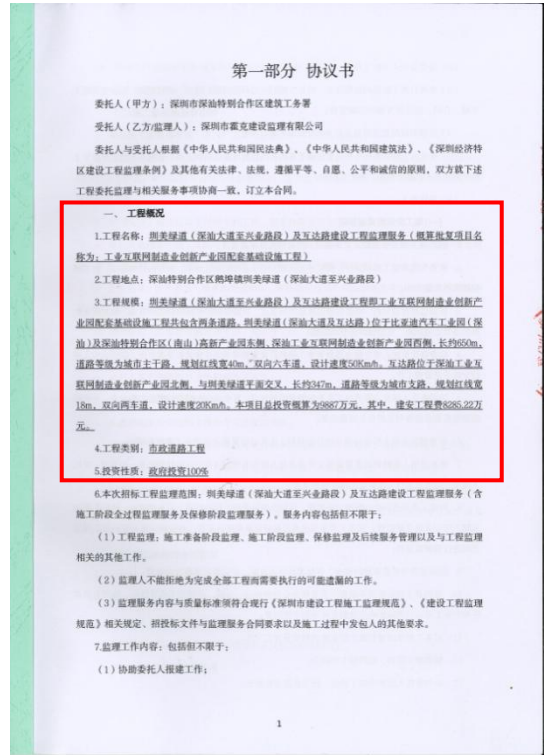 第一部分 协议书
委托人（甲方）：深圳市深汕特别合作区建筑工务署
受托人（乙方/监理人）：深圳市霍克建设监理有限公司
委托人与受托人根据《中华人民共和国民法典》、《中华人民共和国建筑法》、《深圳经济特
区建设工程监理条例》及其他有关法律、法规，遵循平等、自愿、公平和诚信的原则，双方就下述
工程委托监理与相关服务事项协商一致，订立本合同。
一、 工程概况
1.工程名称：圳美绿道（深汕大道至兴业路段）及互达路建设工程监理服务（概算批复项目名
称为：工业互联网制造业创新产业园配套基础设施工程）
2.工程地点：深汕特别合作区鹅埠镇圳美绿道（深汕大道至兴业路段）
3.工程规模：圳美绿道（深汕大道至兴业路段）及互达路建设工程即工业互联网制造业创新产
业园配套基础设施工程共包含两条道路，圳美绿道（深汕大道及互达路）位于比亚迪汽车工业园（深
汕）及深汕特别合作区（南山）高新产业园东侧、深汕工业互联网制造业创新产业园西侧，长约650m，
道路等级为城市主干路，规划红线宽40m，双向六车道，设计速度50Km/h。互达路位于深汕工业互
联网制造业创新产业园北侧，与圳美绿道平面交叉，长约347m，道路等级为城市支路，规划红线宽
18m，双向两车道，设计速度20Km/h。本项目总投资概算为9887万元，其中，建安工程费8285.22万
元。
4.工程类别：市政道路工程
5.投资性质：政府投资100%
6.本次招标工程监理范围：圳美绿道（深汕大道至兴业路段）及互达路建设工程监理服务（含
施工阶段全过程监理服务及保修阶段监理服务）。服务内容包括但不限于：
（1）工程监理：施工准备阶段监理、施工阶段监理、保修监理及后续服务管理以及与工程监理
相关的其他工作。
（2）监理人不能拒绝为完成全部工程而需要执行的可能遗漏的工作。
（3）监理服务内容与质量标准须符合现行《深圳市建设工程施工监理规范》、《建设工程监理
规范》相关规定、招投标文件与监理服务合同要求以及施工过程中发包人的其他要求。
7.监理工作内容：包括但不限于：
（1）协助委托人报建工作；
1